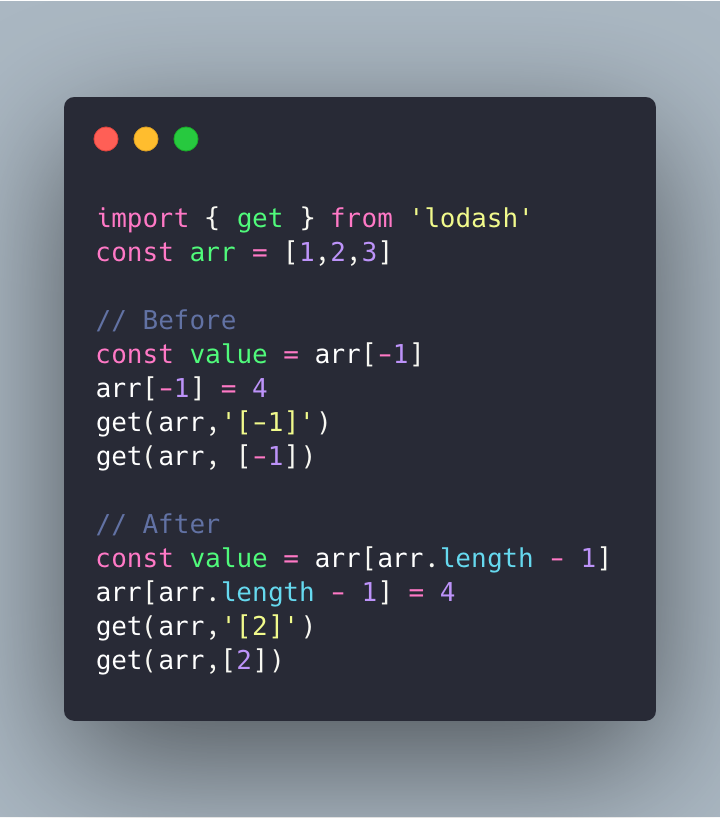 import { get } from 'lodash'
const arr = [1,2,3]

// Before
const value = arr[-1]
arr[-1] = 4
get(arr,'[-1]')
get(arr, [-1])

// After
const value = arr[arr.length - 1]
arr[arr.length - 1] = 4
get(arr,'[2]')
get(arr,[2])